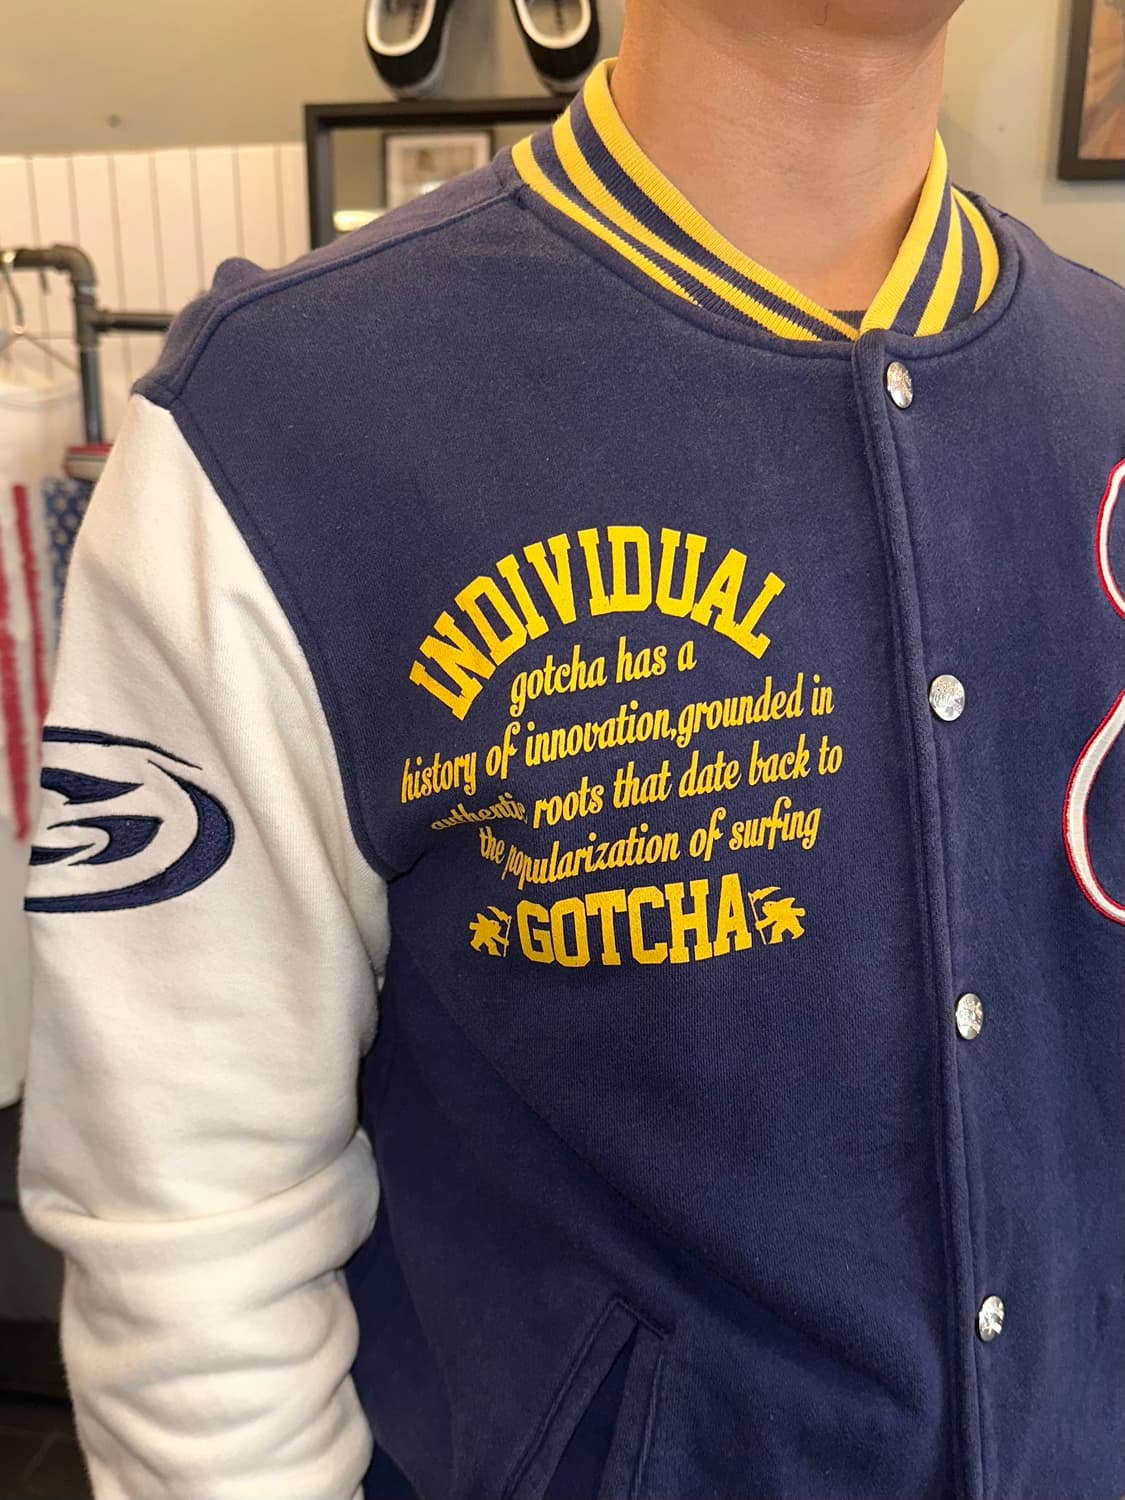 INDIVIDUAL
gotcha has a
history of innovation,grounded in
authentic roots that date back to
the popularization of surfing
GOTCHA